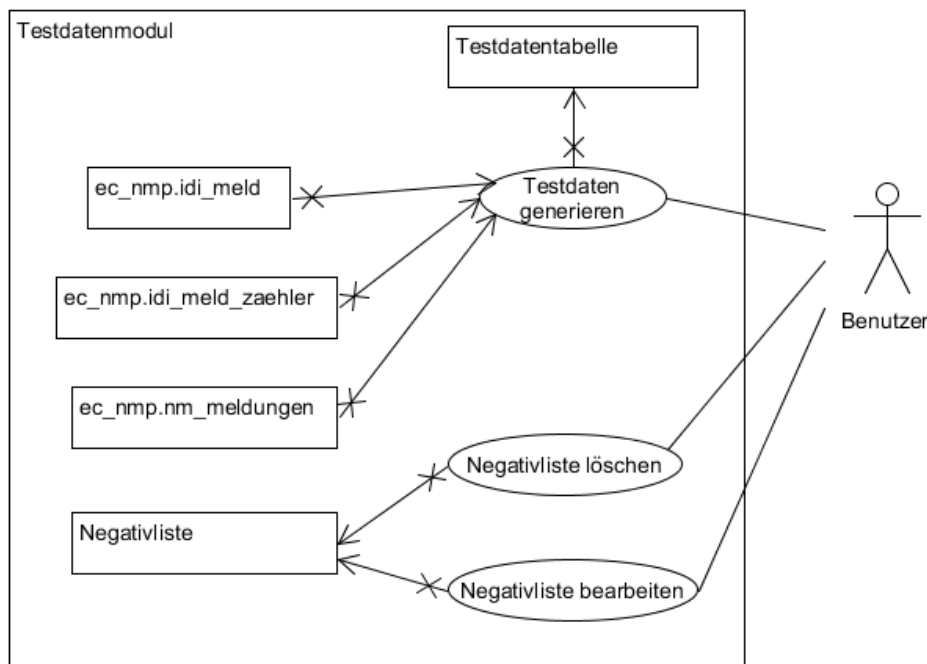 Testdatenmodul
Testdatentabelle
ec_nmp.idi_meld
Testdaten
generieren
ec_nmp.idi_meld_zaehler
Benutzer
ec_nmp.nm_meldungen
Negativliste löschen
Negativliste
Negativliste bearbeiten